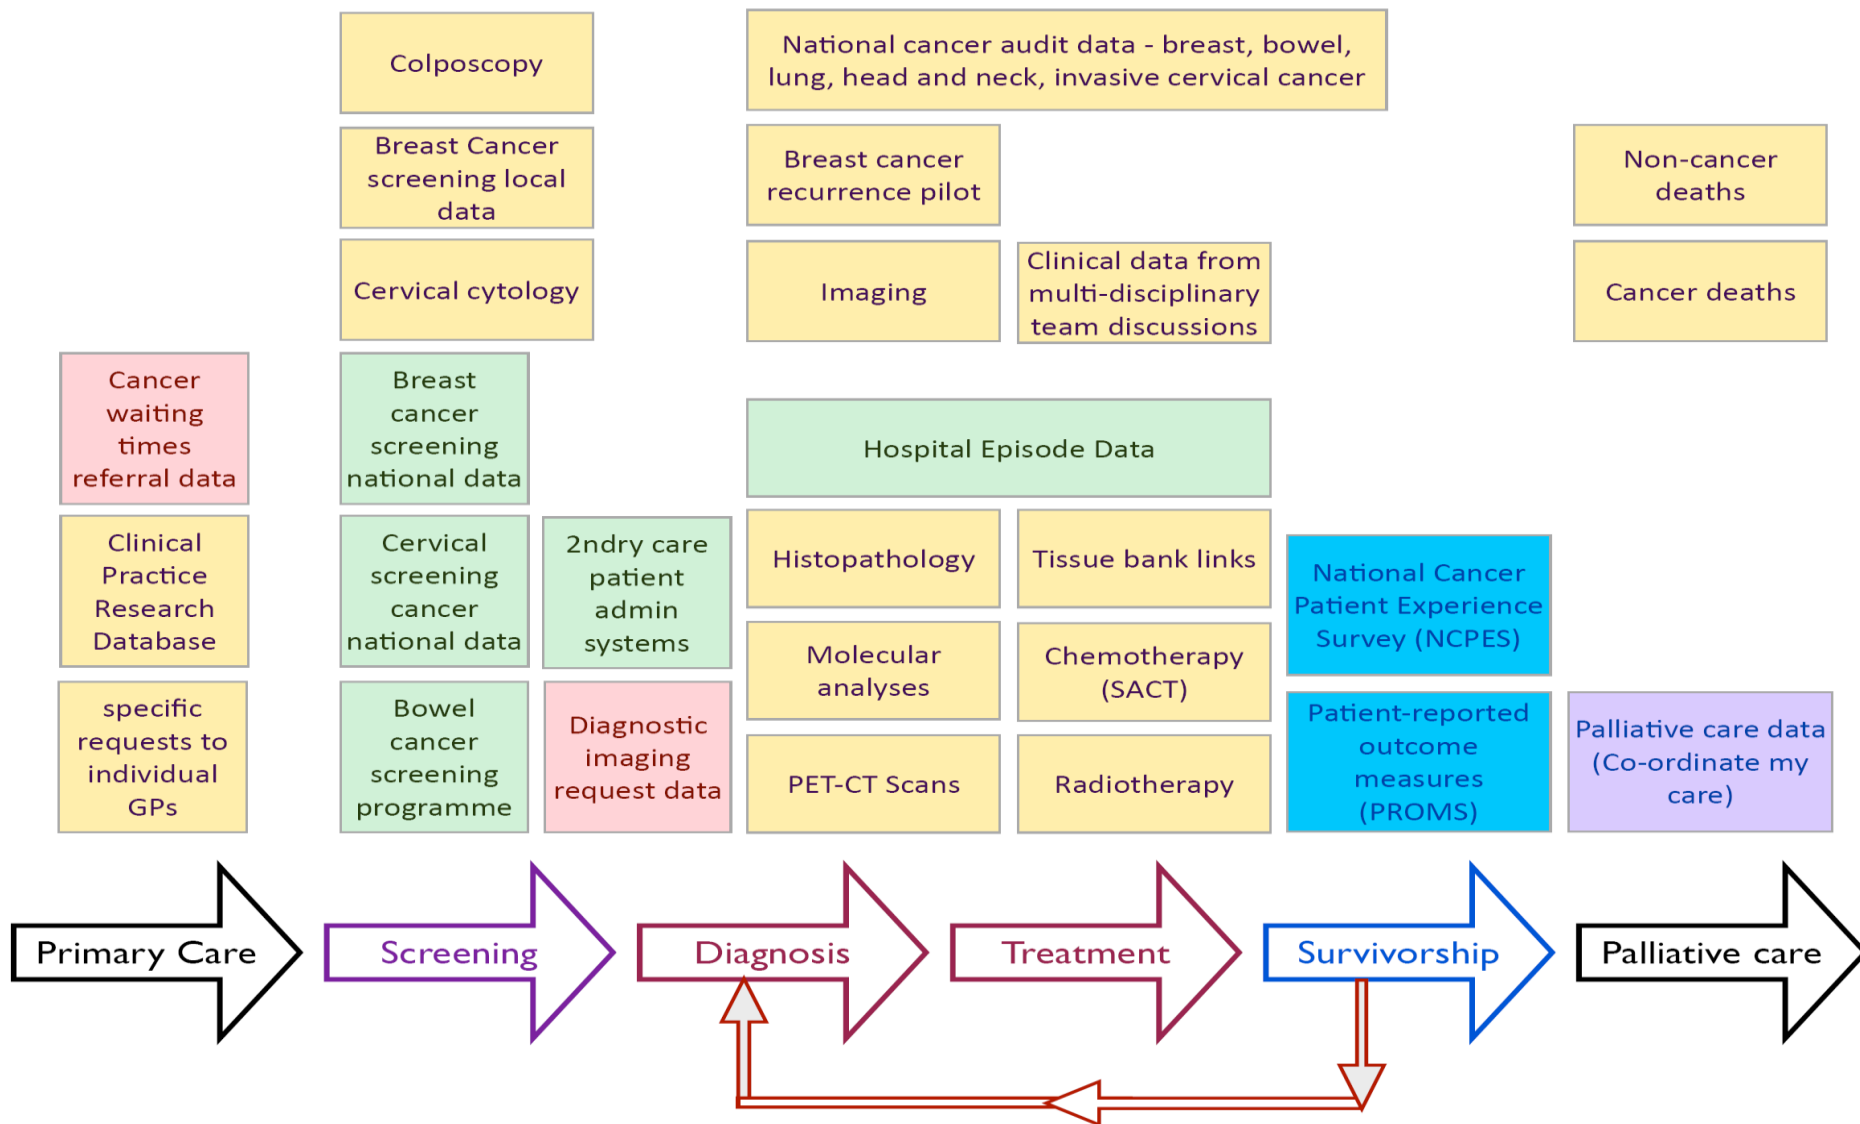 Colposcopy
National cancer audit data - breast, bowel,
lung, head and neck, invasive cervical cancer
Breast Cancer
screening local
data
Breast cancer
recurrence pilot
Non-cancer
deaths
Cervical cytology
Imaging
Clinical data from
multi-disciplinary
team discussions
Cancer deaths
Cancer
waiting
times
referral data
Breast
cancer
screening
national data
Hospital Episode Data
Clinical
Practice
Research
Database
Cervical
screening
cancer
national data
2ndry care
patient
admin
systems
Histopathology
Tissue bank links
National Cancer
Patient Experience
Survey (NCPES)
Molecular
analyses
Chemotherapy
(SACT)
specific
requests to
individual
GPs
Bowel
cancer
screening
programme
Diagnostic
imaging
request data
PET-CT Scans
Radiotherapy
Patient-reported
outcome
measures
(PROMS)
Palliative care data
(Co-ordinate my
care)
Primary Care
Screening
Diagnosis
Treatment
Survivorship
Palliative care